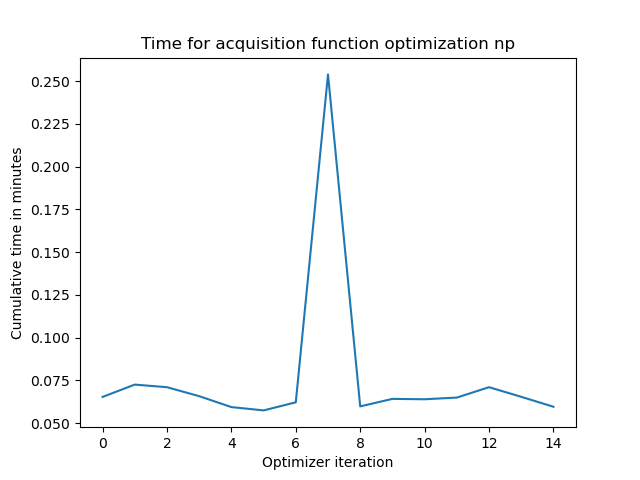 Time for acquisition function optimization np
Cumulative time in minutes
0.250
0.225
0.200
0.175
0.150
0.125
0.100
0.075
0.050
0 2 4 6 8 10 12 14
Optimizer iteration